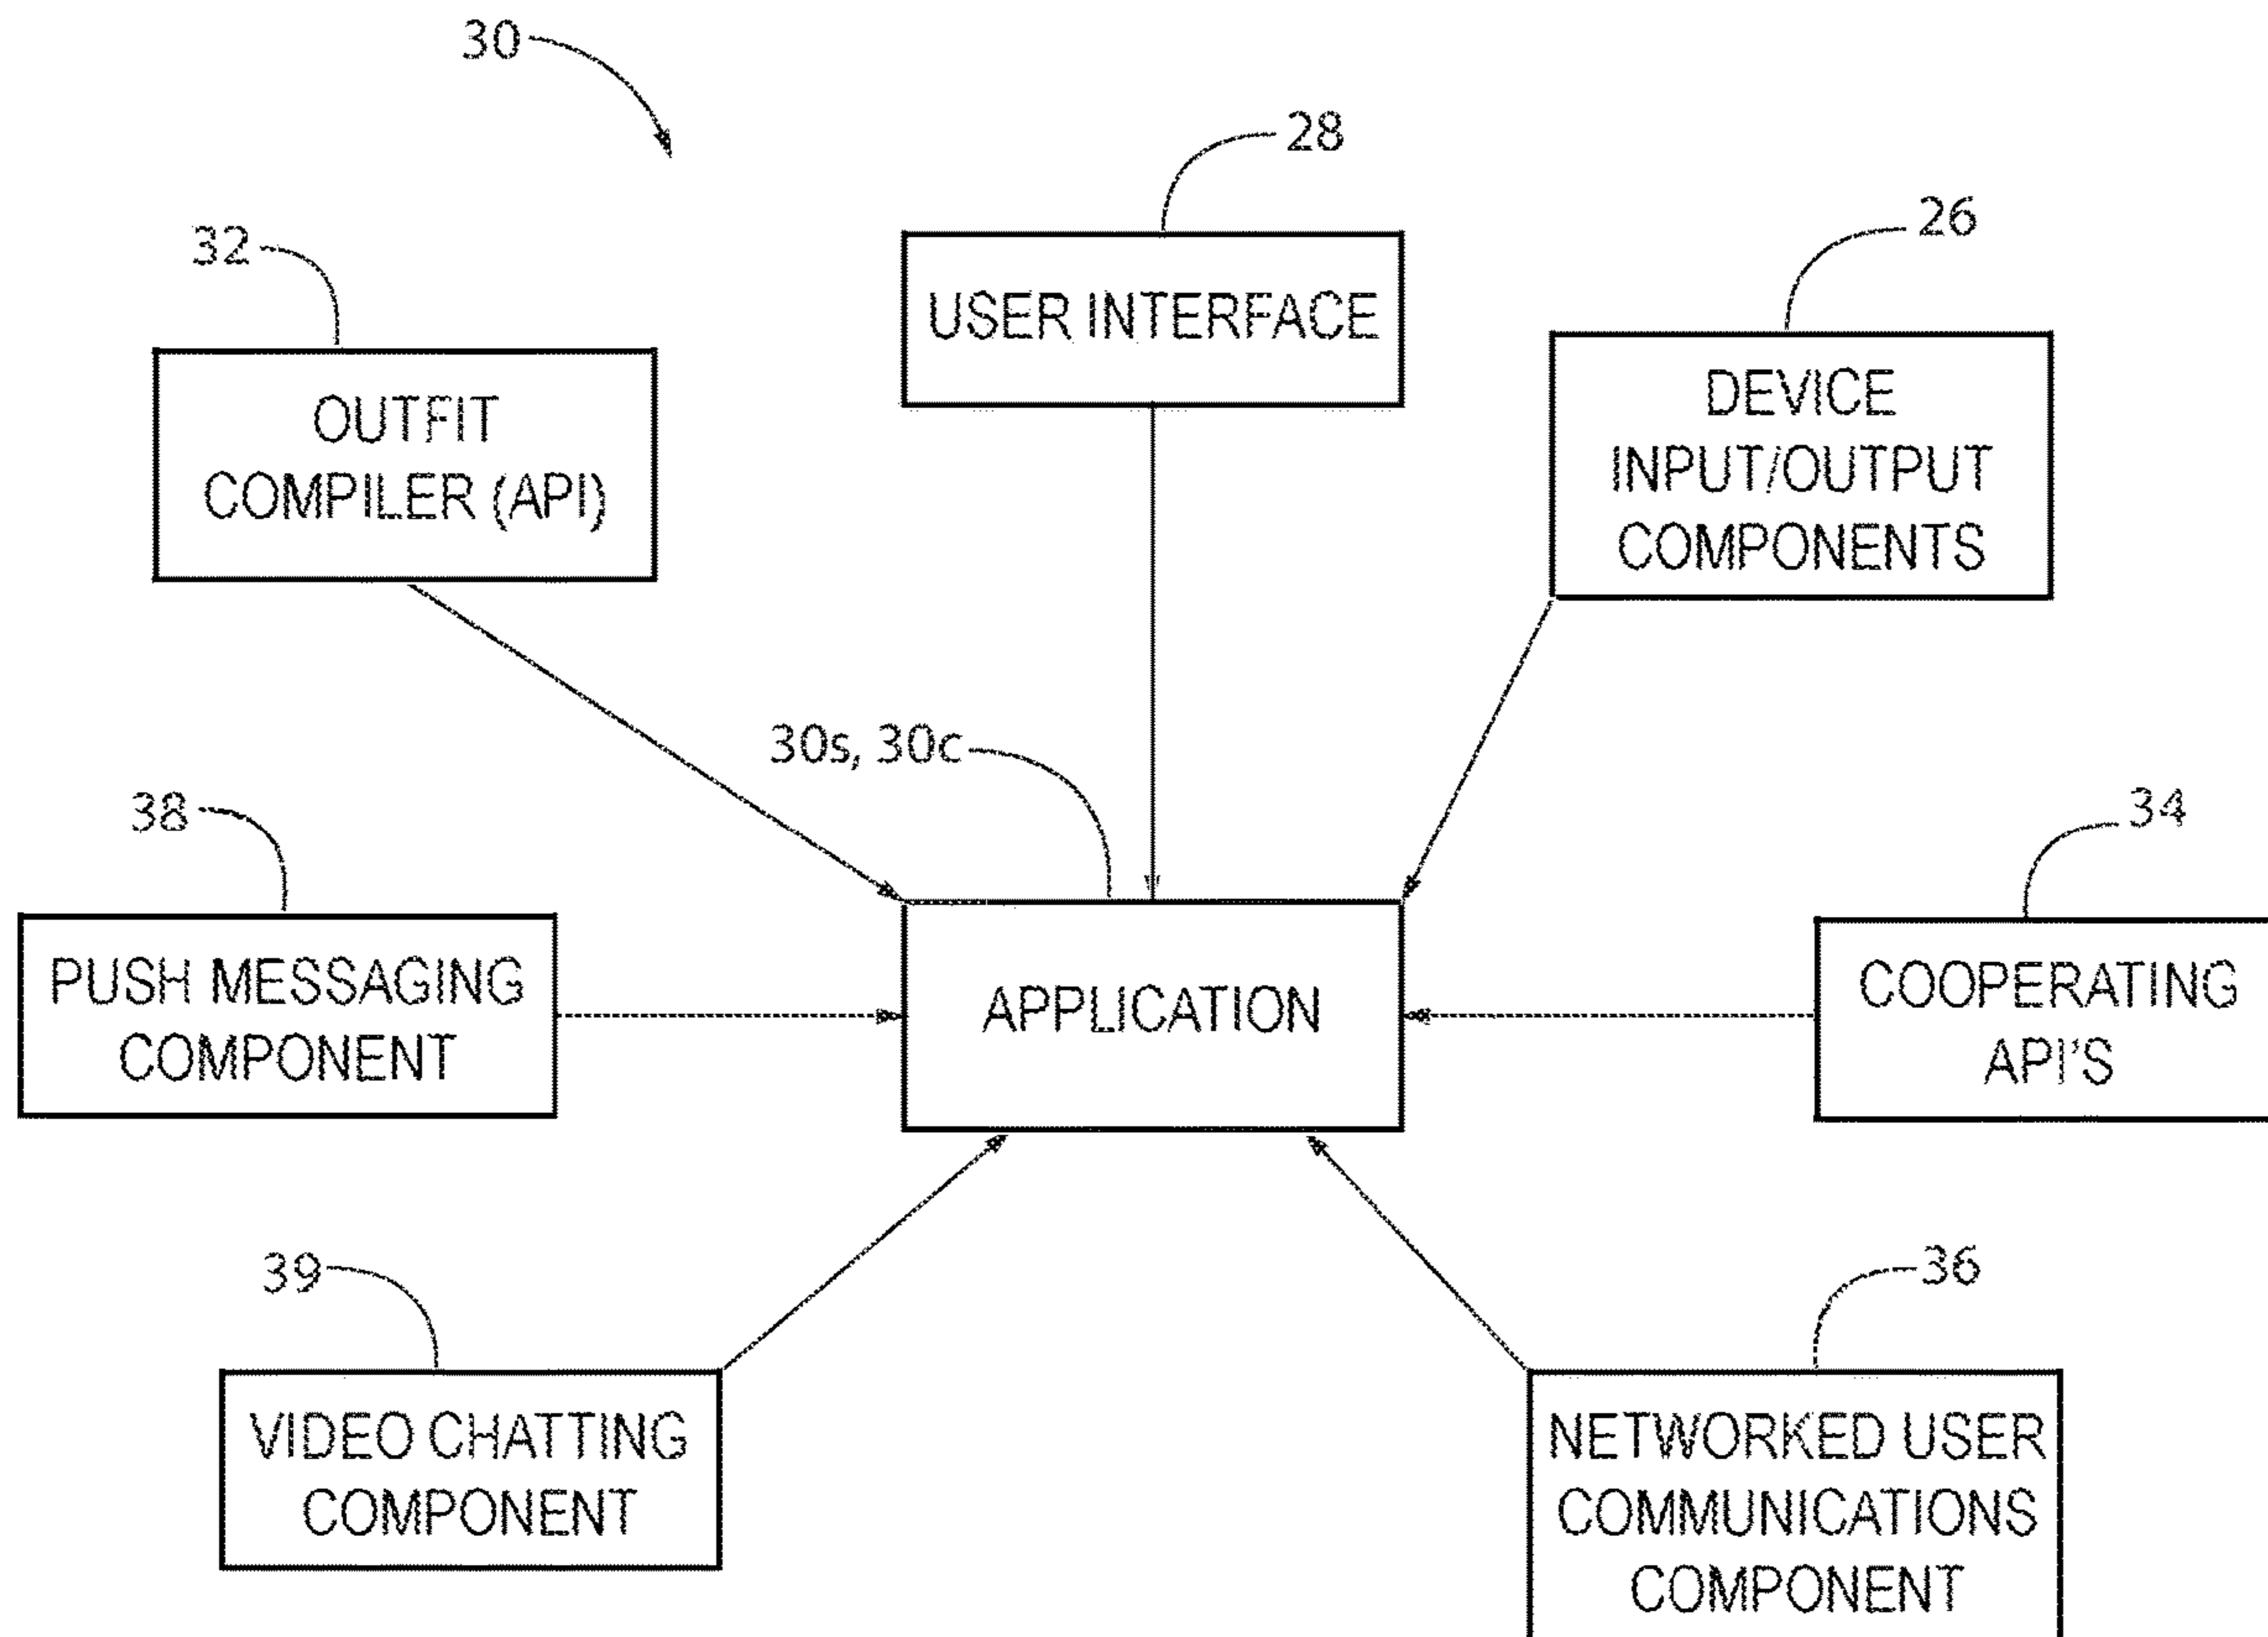 30
28
26
32
USER INTERFACE
DEVICE
INPUT/OUTPUT
COMPONENTS
OUTFIT
COMPILER (API)
30s, 30c
38
34
PUSH MESSAGING
COMPONENT
APPLICATION
COOPERATING
API'S
39
36
VIDEO CHATTING
COMPONENT
NETWORKED USER
COMMUNICATIONS
COMPONENT